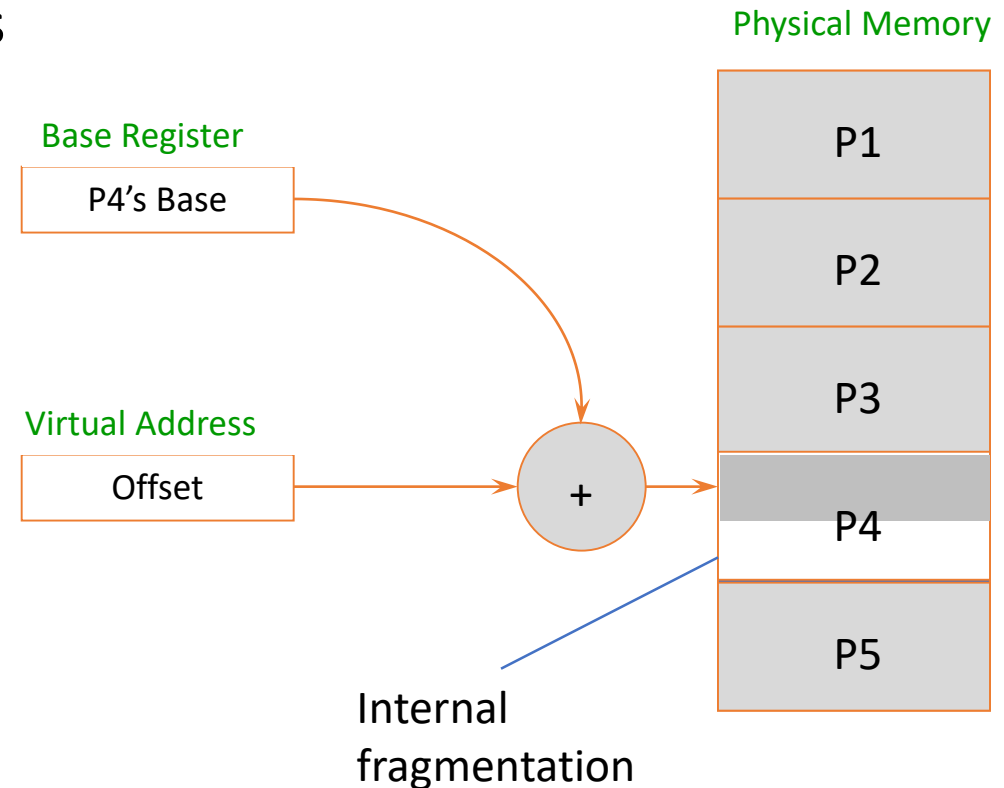 s
Physical Memory
Base Register
P4’s Base
Virtual Address
Offset
+
P1
P2
P3
P4
P5
Internal
fragmentation